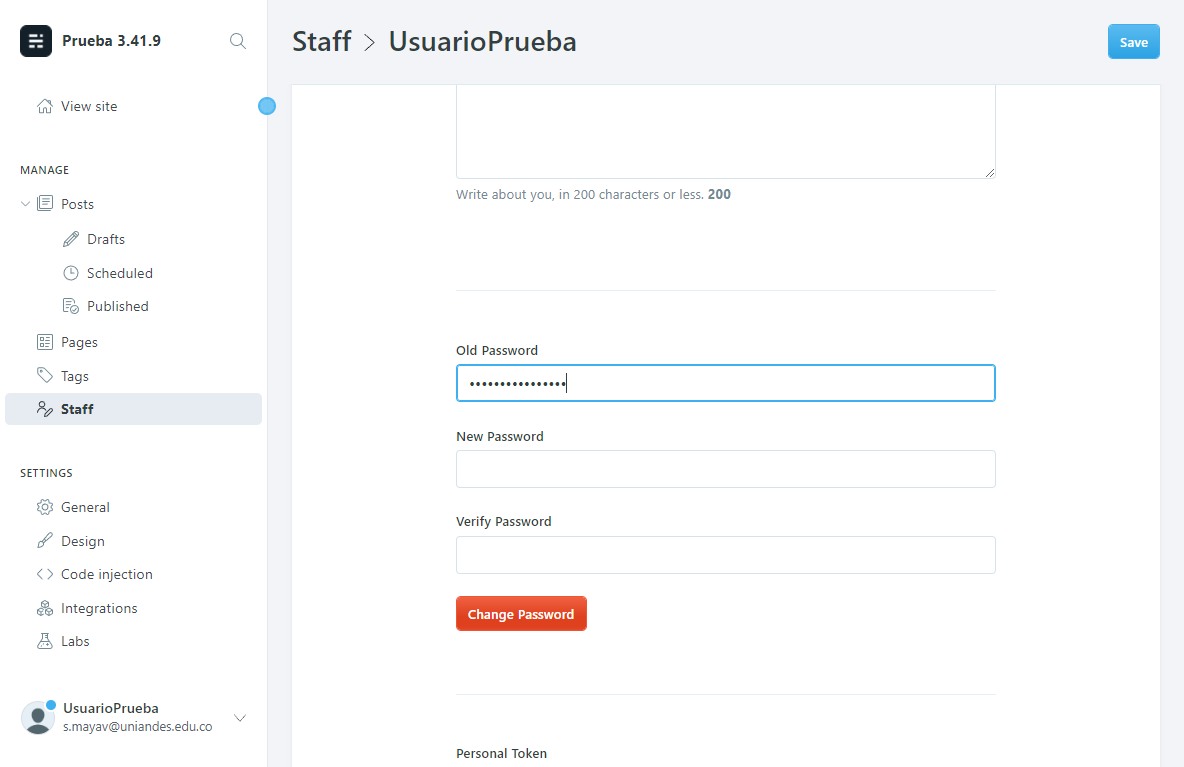 Prueba 3.41.9
View site
MANAGE
Posts
Drafts
Scheduled
Published
Pages
Tags
Staff
SETTINGS
General
Design
Code injection
Integrations
Labs
UsuarioPrueba
s.mayav@uniandes.edu.co
Staff > UsuarioPrueba
Save
Write about you, in 200 characters or less. 200
Old Password
••••••••••••••••
New Password
Verify Password
Change Password
Personal Token